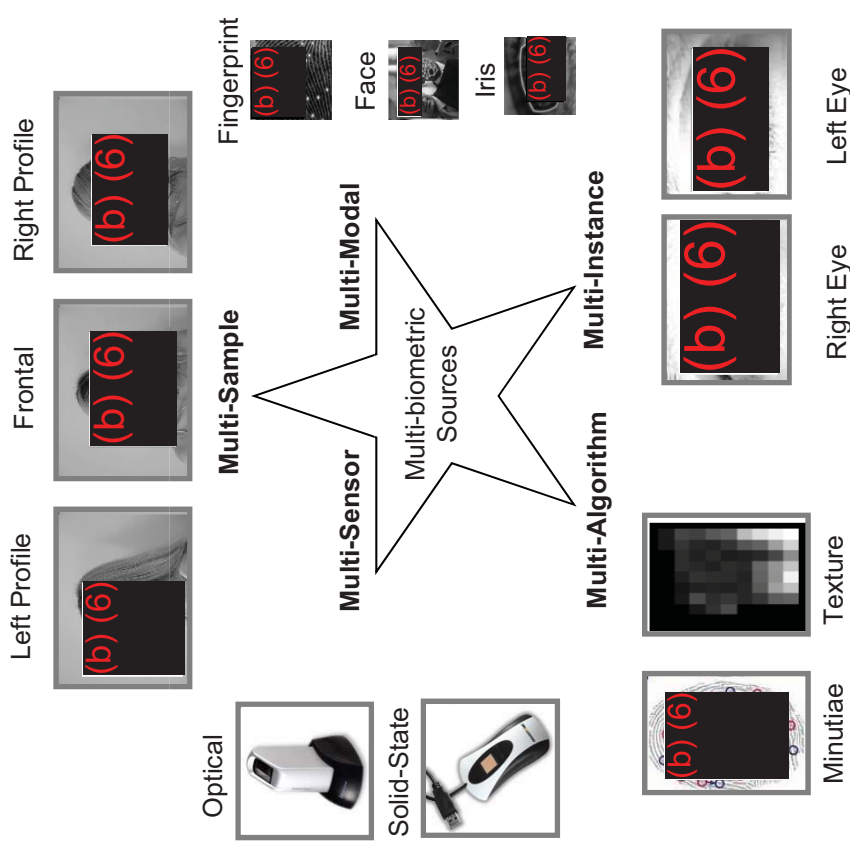 Left Profile
Frontal
Right Profile
(b) (6)
(b) (6)
(b) (6)
Multi-Sample
Fingerprint
(b) (6)
Face
(b) (6)
Iris
(b) (6)
Optical
Solid-State
Multi-Sensor
Multi-Modal
Multi-biometric
Sources
Multi-Algorithm
Multi-Instance
(b) (6)
Minutiae
Texture
(b) (6)
Right Eye
(b) (6)
Left Eye